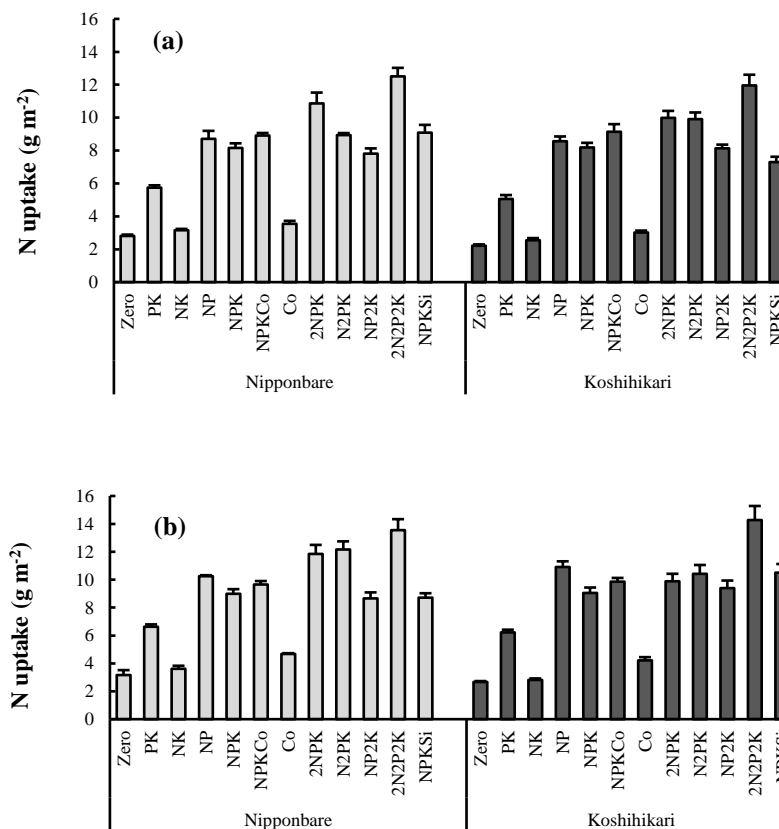 (a)
N uptake (g m-2)
16
14
12
10
8
6
4
2
0
Zero PK NK NP NPK NPKCo Co 2NPK N2PK NP2K 2N2P2K NPKSi Zero PK NK NP NPK NPKCo Co 2NPK N2PK NP2K 2N2P2K NPKSi
Nipponbare Koshihikari
(b)
N uptake (g m-2)
16
14
12
10
8
6
4
2
0
Zero PK NK NP NPK NPKCo Co 2NPK N2PK NP2K 2N2P2K NPKSi Zero PK NK NP NPK NPKCo Co 2NPK N2PK NP2K 2N2P2K NPKSi
Nipponbare Koshihikari